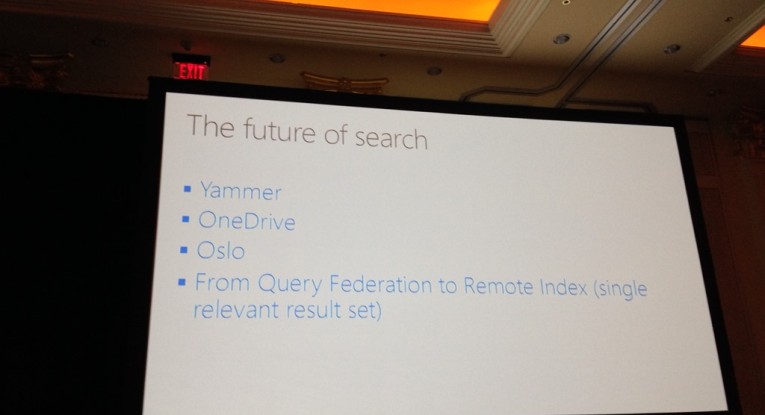 EXIT
The future of search
▪ Yammer
▪ OneDrive
▪ Oslo
▪ From Query Federation to Remote Index (single
relevant result set)